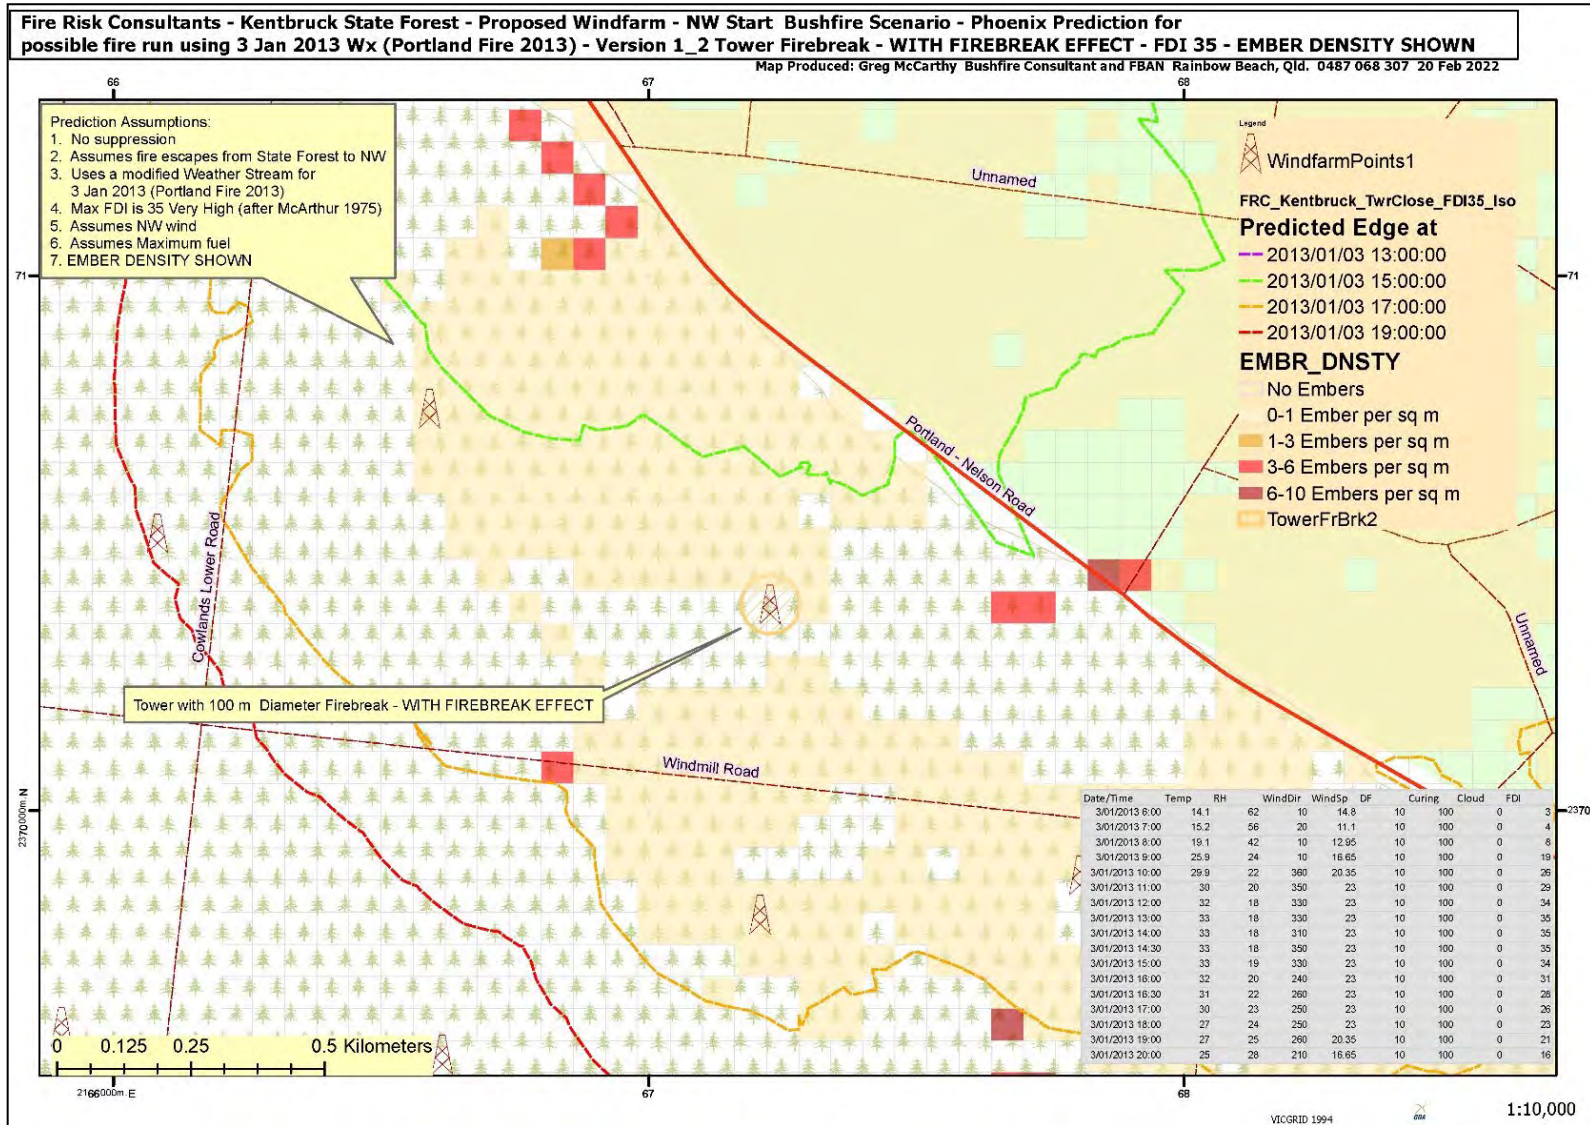 Fire Risk Consultants - Kentbruck State Forest - Proposed Windfarm - NW Start Bushfire Scenario - Phoenix Prediction for
possible fire run using 3 Jan 2013 Wx (Portland Fire 2013) - Version 1_2 Tower Firebreak - WITH FIREBREAK EFFECT - FDI 35 - EMBER DENSITY SHOWN
Map Produced: Greg McCarthy Bushfire Consultant and FBAN Rainbow Beach, Qld. 0487 068 307 20 Feb 2022
66 67 68
Prediction Assumptions:
1. No suppression
2. Assumes fire escapes from State Forest to NW
3. Uses a modified Weather Stream for
3 Jan 2013 (Portland Fire 2013)
4. Max FDI is 35 Very High (after McArthur 1975)
5. Assumes NW wind
6. Assumes Maximum fuel
7. EMBER DENSITY SHOWN
Legend
WindfarmPoints1
FRC_Kentbruck_TwrClose_FDI35_Iso
Predicted Edge at
2013/01/03 13:00:00
2013/01/03 15:00:00
2013/01/03 17:00:00
2013/01/03 19:00:00
EMBR_DNSTY
No Embers
0-1 Ember per sq m
1-3 Embers per sq m
3-6 Embers per sq m
6-10 Embers per sq m
TowerFrBrk2
Unnamed
71
71
Portland - Nelson Road
Cowlands Lower Road
Unnamed
Tower with 100 m Diameter Firebreak - WITH FIREBREAK EFFECT
Windmill Road
2370000m.N
2370
Date/Time Temp RH WindDir WindSp DF Curing Cloud FDI
3/01/2013 6:00 14.1 62 10 14.8 10 100 0 3
3/01/2013 7:00 15.2 56 20 11.1 10 100 0 4
3/01/2013 8:00 19.1 42 10 12.95 10 100 0 8
3/01/2013 9:00 25.9 24 10 16.65 10 100 0 19
3/01/2013 10:00 29.9 22 360 20.35 10 100 0 26
3/01/2013 11:00 30 20 350 23 10 100 0 29
3/01/2013 12:00 32 18 330 23 10 100 0 34
3/01/2013 13:00 33 18 330 23 10 100 0 35
3/01/2013 14:00 33 18 310 23 10 100 0 35
3/01/2013 14:30 33 18 350 23 10 100 0 35
3/01/2013 15:00 33 19 330 23 10 100 0 34
3/01/2013 16:00 32 20 240 23 10 100 0 31
3/01/2013 16:30 31 22 260 23 10 100 0 28
3/01/2013 17:00 30 23 250 23 10 100 0 26
3/01/2013 18:00 27 24 250 23 10 100 0 23
3/01/2013 19:00 27 25 260 20.35 10 100 0 21
3/01/2013 20:00 25 28 210 16.65 10 100 0 16
0 0.125 0.25 0.5 Kilometers
2166000m.E 67 68
VICGRID 1994
1:10,000